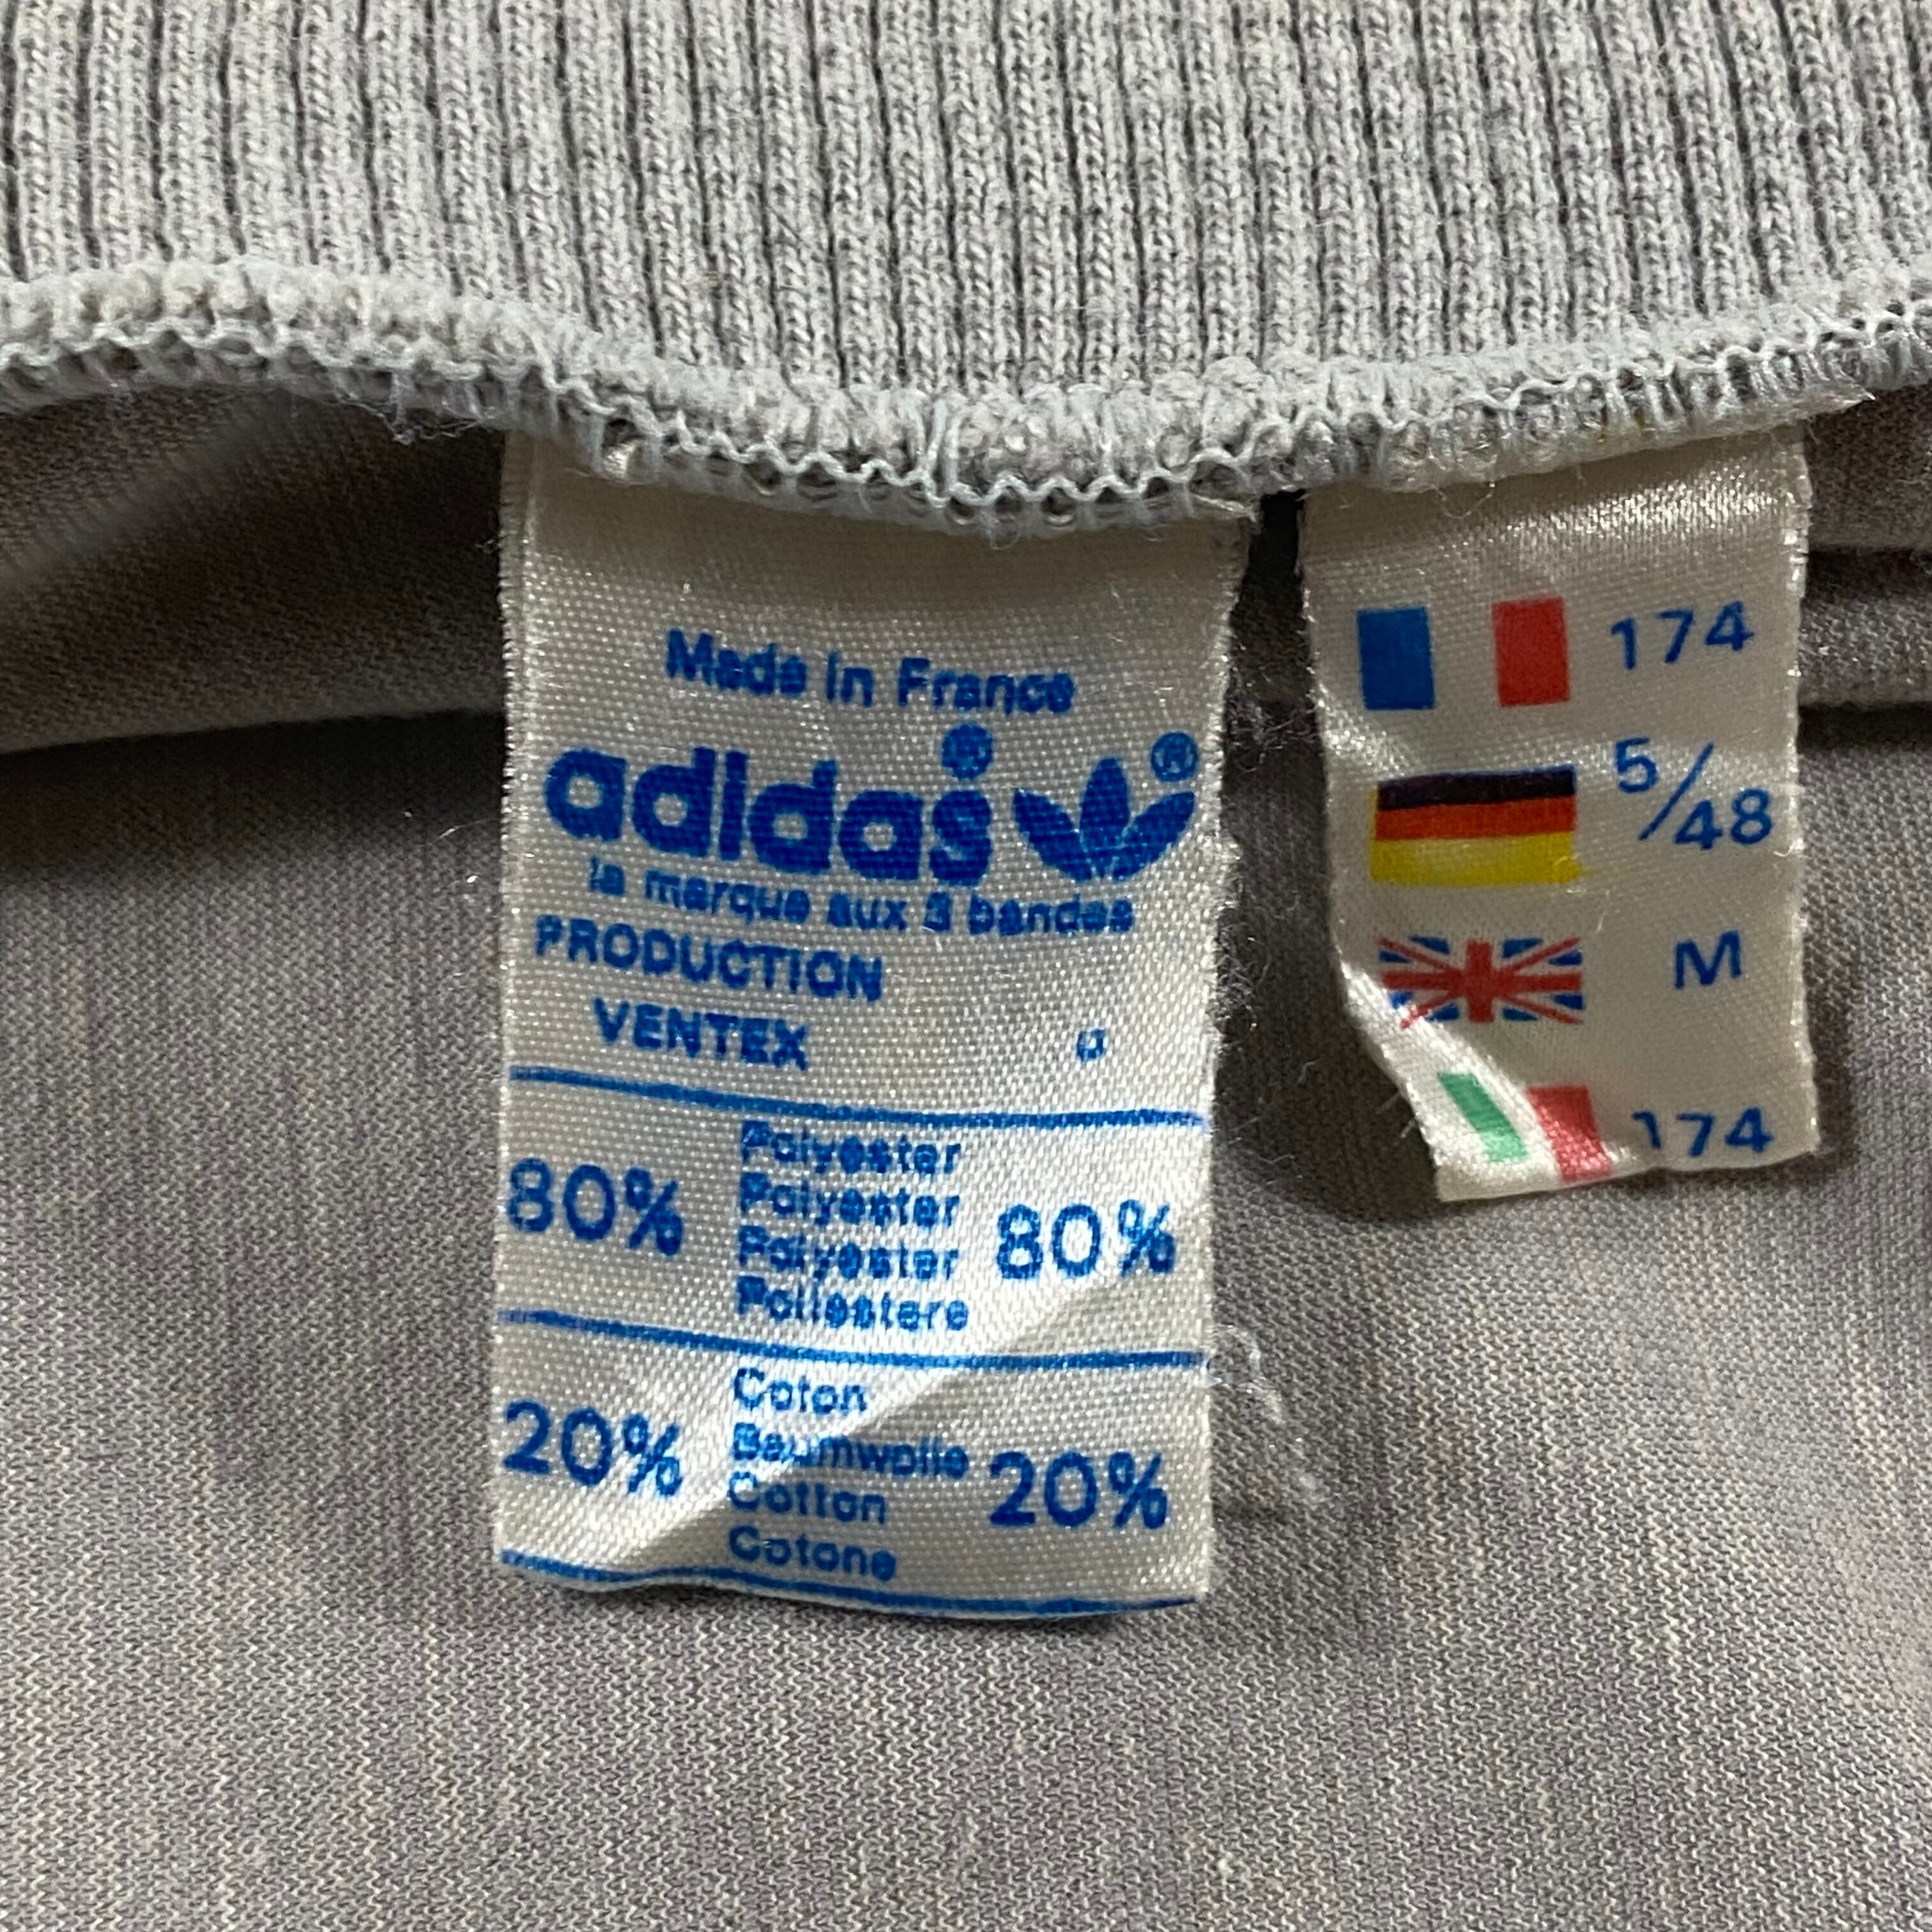 Made in France
adidas®
®
la marque aux 3 bandes
PRODUCTION
VENTEX
80%
Polyester
Polyester
Polyester
Poliestere
80%
20%
Coton
Baumwolle
Cotton
Cotone
20%
174
5/48
M
174